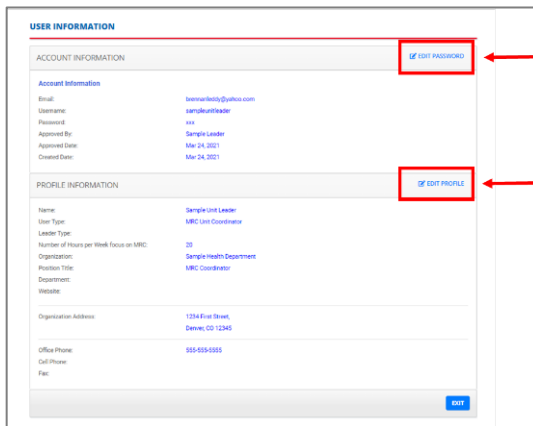 USER INFORMATION
ACCOUNT INFORMATION EDIT PASSWORD
Account Information
Email: brennanleddy@yahoo.com
Username: sampleunitleader
Password: xxx
Approved By: Sample Leader
Approved Date: Mar 24, 2021
Created Date: Mar 24, 2021
PROFILE INFORMATION EDIT PROFILE
Name: Sample Unit Leader
User Type: MRC Unit Coordinator
Leader Type:
Number of Hours per Week focus on MRC: 20
Organization: Sample Health Department
Position Title: MRC Coordinator
Department:
Website:
Organization Address: 1234 First Street,
Denver, CO 12345
Office Phone: 555-555-5555
Cell Phone:
Fax:
EXIT